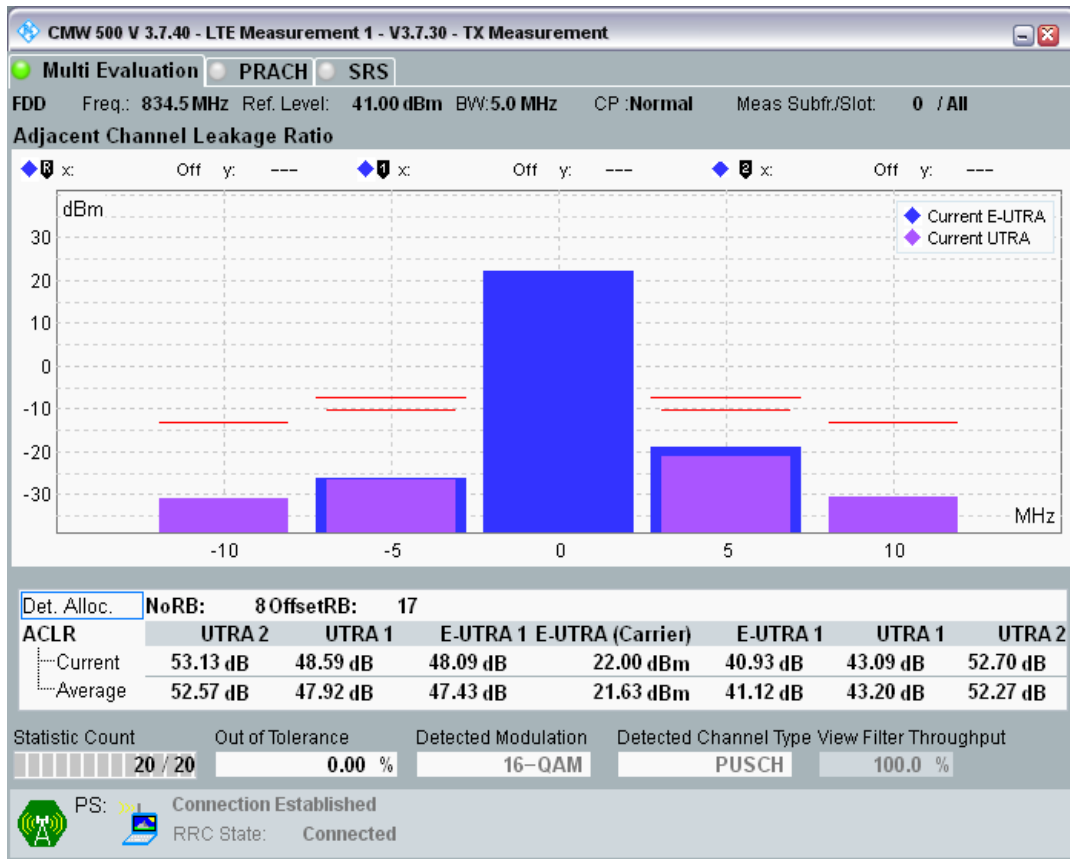 CMW 500 V 3.7.40 - LTE Measurement 1 - V3.7.30 - TX Measurement
Multi Evaluation PRACH SRS
FDD Freq.: 834.5 MHz Ref. Level: 41.00 dBm BW:5.0 MHz CP :Normal Meas Subfr./Slot: 0 / All
Adjacent Channel Leakage Ratio
R x: Off y: --- 1 x: Off y: --- 2 x: Off y: ---
dBm
Current E-UTRA
Current UTRA
30
20
10
0
-10
-20
-30
MHz
-10 -5 0 5 10
Det. Alloc. NoRB: 8 OffsetRB: 17
ACLR UTRA 2 UTRA 1 E-UTRA 1 E-UTRA (Carrier) E-UTRA 1 UTRA 1 UTRA 2
Current 53.13 dB 48.59 dB 48.09 dB 22.00 dBm 40.93 dB 43.09 dB 52.70 dB
Average 52.57 dB 47.92 dB 47.43 dB 21.63 dBm 41.12 dB 43.20 dB 52.27 dB
Statistic Count Out of Tolerance Detected Modulation Detected Channel Type View Filter Throughput
20 / 20 0.00 % 16-QAM PUSCH 100.0 %
PS: Connection Established
RRC State: Connected